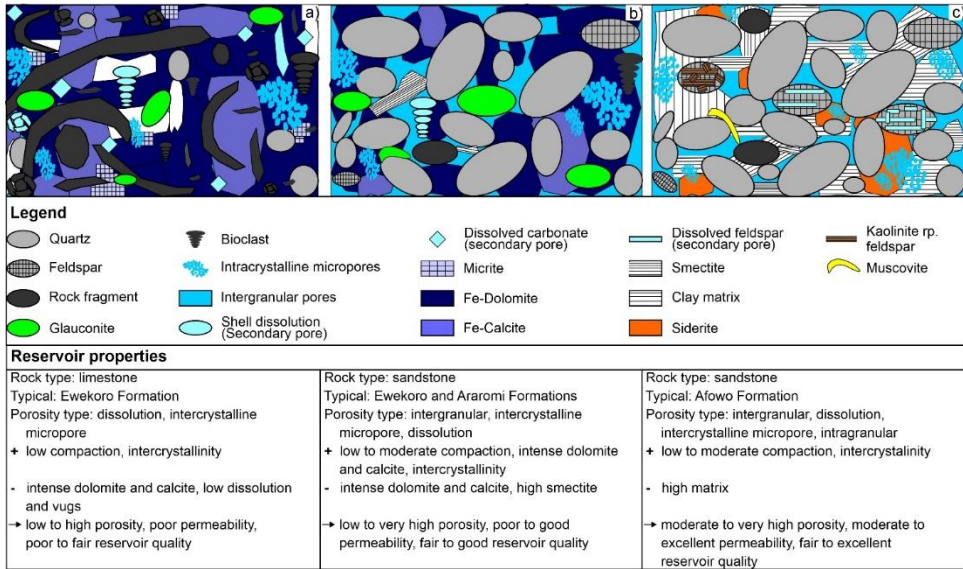 a)
b)
c)
Legend
Quartz
Bioclast
Dissolved carbonate
(secondary pore)
Dissolved feldspar
(secondary pore)
Kaolinite rp.
feldspar
Feldspar
Intracrystalline micropores
Micrite
Smectite
Muscovite
Rock fragment
Intergranular pores
Fe-Dolomite
Clay matrix
Glauconite
Shell dissolution
(Secondary pore)
Fe-Calcite
Siderite
Reservoir properties
Rock type: limestone
Typical: Ewekoro Formation
Porosity type: dissolution, intercrystalline
micropore
+ low compaction, intercrystallinity
- intense dolomite and calcite, low dissolution
and vugs
→ low to high porosity, poor permeability,
poor to fair reservoir quality
Rock type: sandstone
Typical: Ewekoro and Araromi Formations
Porosity type: intergranular, intercrystalline
micropore, dissolution
+ low to moderate compaction, intense dolomite
and calcite, intercrystallinity
- intense dolomite and calcite, high smectite
→ low to very high porosity, poor to good
permeability, fair to good reservoir quality
Rock type: sandstone
Typical: Afowo Formation
Porosity type: intergranular, dissolution,
intercrystalline micropore, intragranular
+ low to moderate compaction, intercrystalinity
- high matrix
→ moderate to very high porosity, moderate to
excellent permeability, fair to excellent
reservoir quality